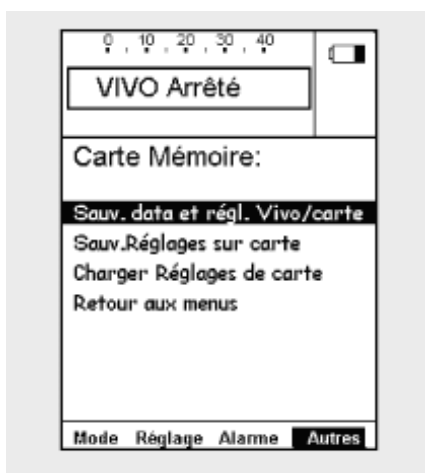 0 10 20 30 40
VIVO Arrêté
Carte Mémoire:
Sauv. data et régl. Vivo/carte
Sauv.Réglages sur carte
Charger Réglages de carte
Retour aux menus
Mode Réglage Alarme Autres